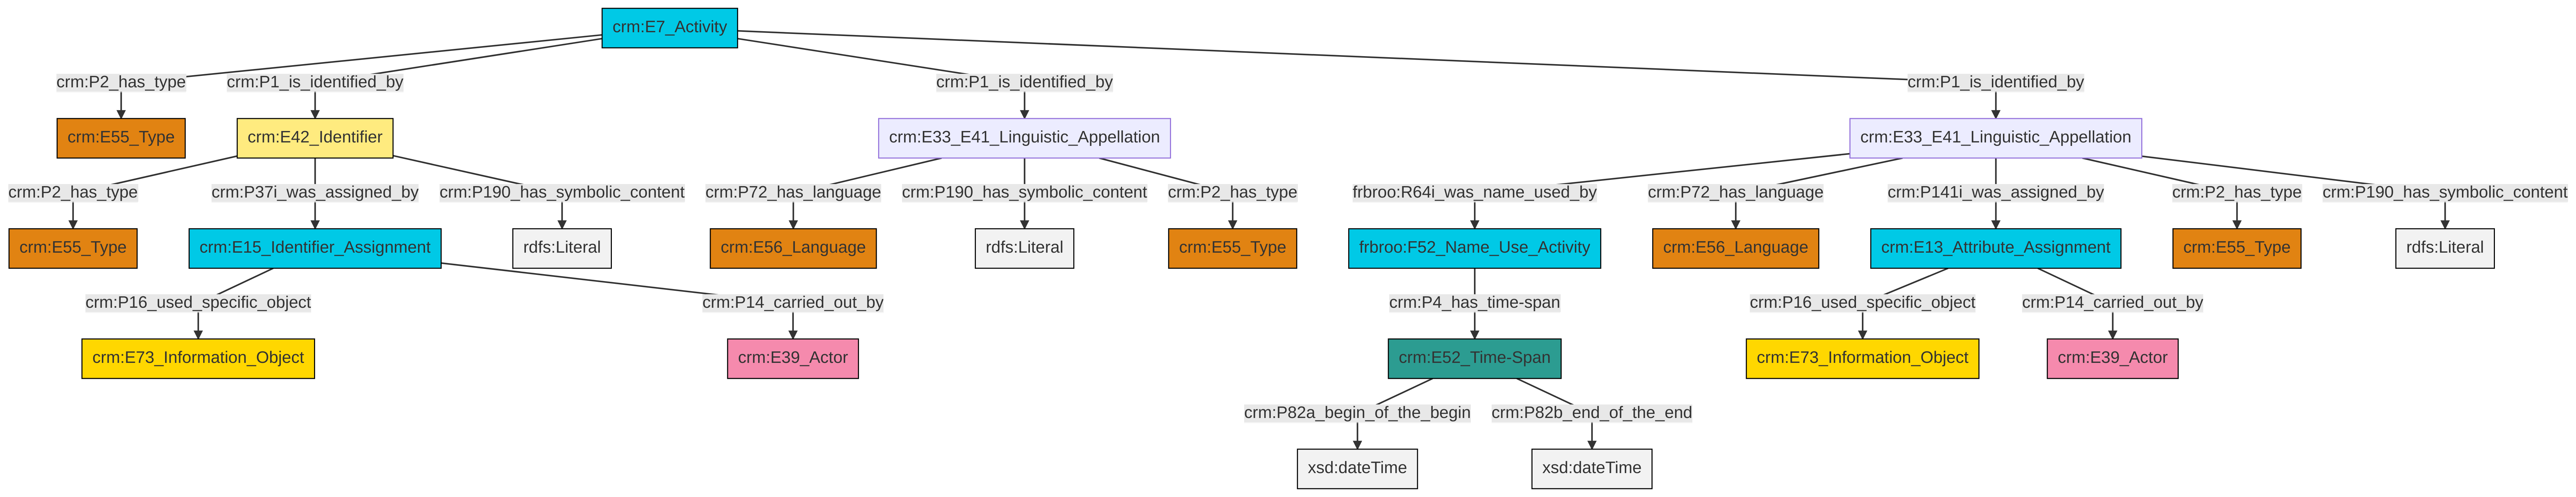 crm:E7_Activity
crm:P2_has_type
crm:P1_is_identified_by
crm:P1_is_identified_by
crm:P1_is_identified_by
crm:E55_Type
crm:E42_Identifier
crm:E33_E41_Linguistic_Appellation
crm:E33_E41_Linguistic_Appellation
crm:P2_has_type
crm:P37i_was_assigned_by
crm:P190_has_symbolic_content
crm:P72_has_language
crm:P190_has_symbolic_content
crm:P2_has_type
frbroo:R64i_was_name_used_by
crm:P72_has_language
crm:P141i_was_assigned_by
crm:P2_has_type
crm:P190_has_symbolic_content
crm:E55_Type
crm:E15_Identifier_Assignment
rdfs:Literal
crm:E56_Language
rdfs:Literal
crm:E55_Type
frbroo:F52_Name_Use_Activity
crm:E56_Language
crm:E13_Attribute_Assignment
crm:E55_Type
rdfs:Literal
crm:P16_used_specific_object
crm:P14_carried_out_by
crm:P4_has_time-span
crm:P16_used_specific_object
crm:P14_carried_out_by
crm:E73_Information_Object
crm:E39_Actor
crm:E52_Time-Span
crm:E73_Information_Object
crm:E39_Actor
crm:P82a_begin_of_the_begin
crm:P82b_end_of_the_end
xsd:dateTime
xsd:dateTime